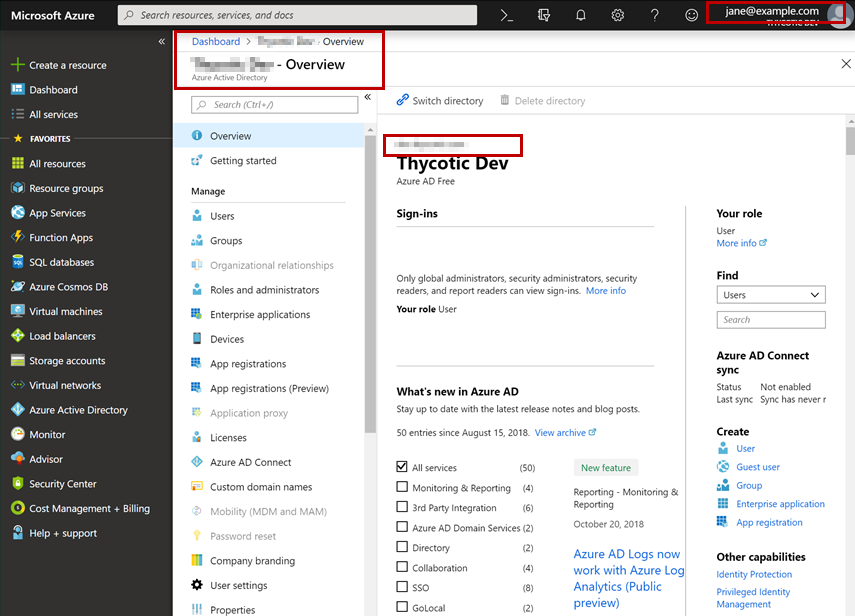 Microsoft Azure
Search resources, services, and docs
jane@example.com
THYCOTIC DEV
Create a resource
Dashboard
All services
FAVORITES
All resources
Resource groups
App Services
Function Apps
SQL databases
Azure Cosmos DB
Virtual machines
Load balancers
Storage accounts
Virtual networks
Azure Active Directory
Monitor
Advisor
Security Center
Cost Management + Billing
Help + support
Dashboard > - Overview
- Overview
Azure Active Directory
Search (Ctrl+/)
Overview
Getting started
Manage
Users
Groups
Organizational relationships
Roles and administrators
Enterprise applications
Devices
App registrations
App registrations (Preview)
Application proxy
Licenses
Azure AD Connect
Custom domain names
Mobility (MDM and MAM)
Password reset
Company branding
User settings
Properties
Switch directory
Delete directory
Thycotic Dev
Azure AD Free
Sign-ins
Only global administrators, security administrators, security
readers, and report readers can view sign-ins. More info
Your role User
What's new in Azure AD
Stay up to date with the latest release notes and blog posts.
50 entries since August 15, 2018. View archive
All services (50)
Monitoring & Reporting (4)
3rd Party Integration (6)
Azure AD Domain Services (2)
Directory (2)
Collaboration (4)
SSO (8)
GoLocal (2)
New feature
Reporting - Monitoring &
Reporting
October 20, 2018
Azure AD Logs now
work with Azure Log
Analytics (Public
preview)
Your role
User
More info
Find
Users
Search
Azure AD Connect
sync
Status Not enabled
Last sync Sync has never r
Create
User
Guest user
Group
Enterprise application
App registration
Other capabilities
Identity Protection
Privileged Identity
Management